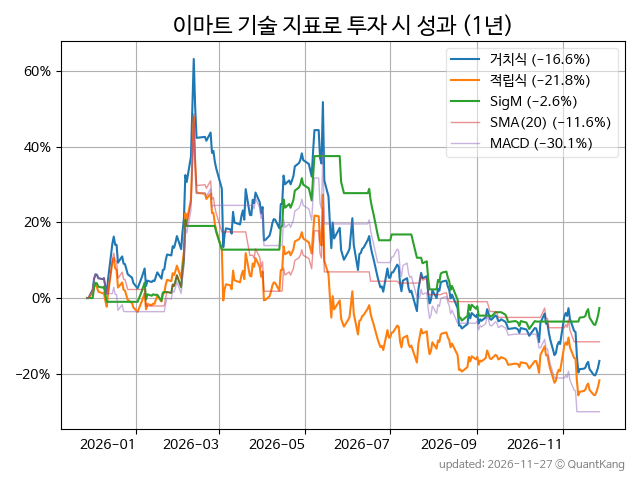 이마트 기술 지표로 투자 시 성과 (1년)
거치식 (−16.6%)
적립식 (−21.8%)
SigM (−2.6%)
SMA(20) (−11.6%)
MACD (−30.1%)
60%
40%
20%
0%
−20%
2026-01 2026-03 2026-05 2026-07 2026-09 2026-11
updated: 2026-11-27 © QuantKang